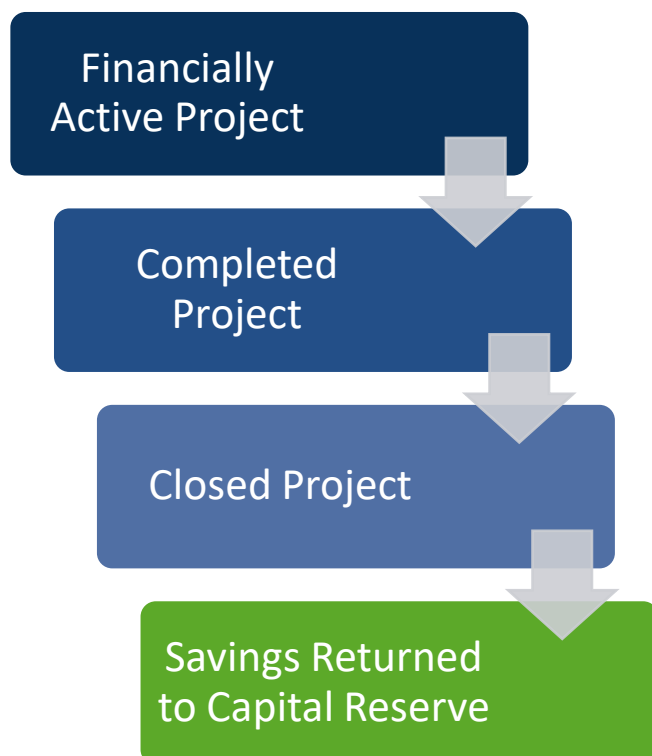 Financially
Active Project
Completed
Project
Closed Project
Savings Returned
to Capital Reserve